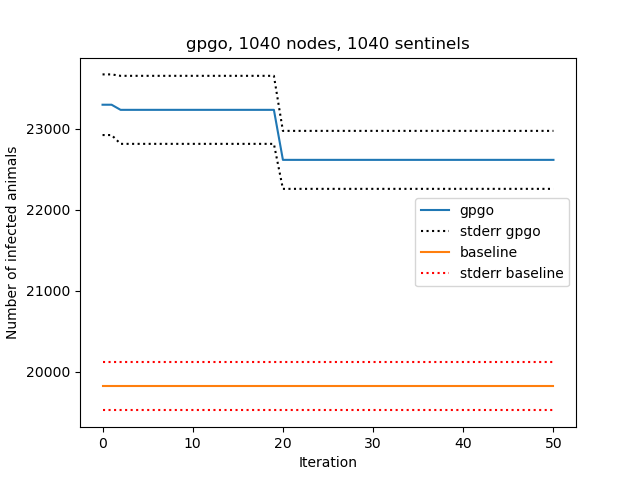 gpgo, 1040 nodes, 1040 sentinels
Number of infected animals
23000
22000
21000
20000
gpgo
stderr gpgo
baseline
stderr baseline
0 10 20 30 40 50
Iteration